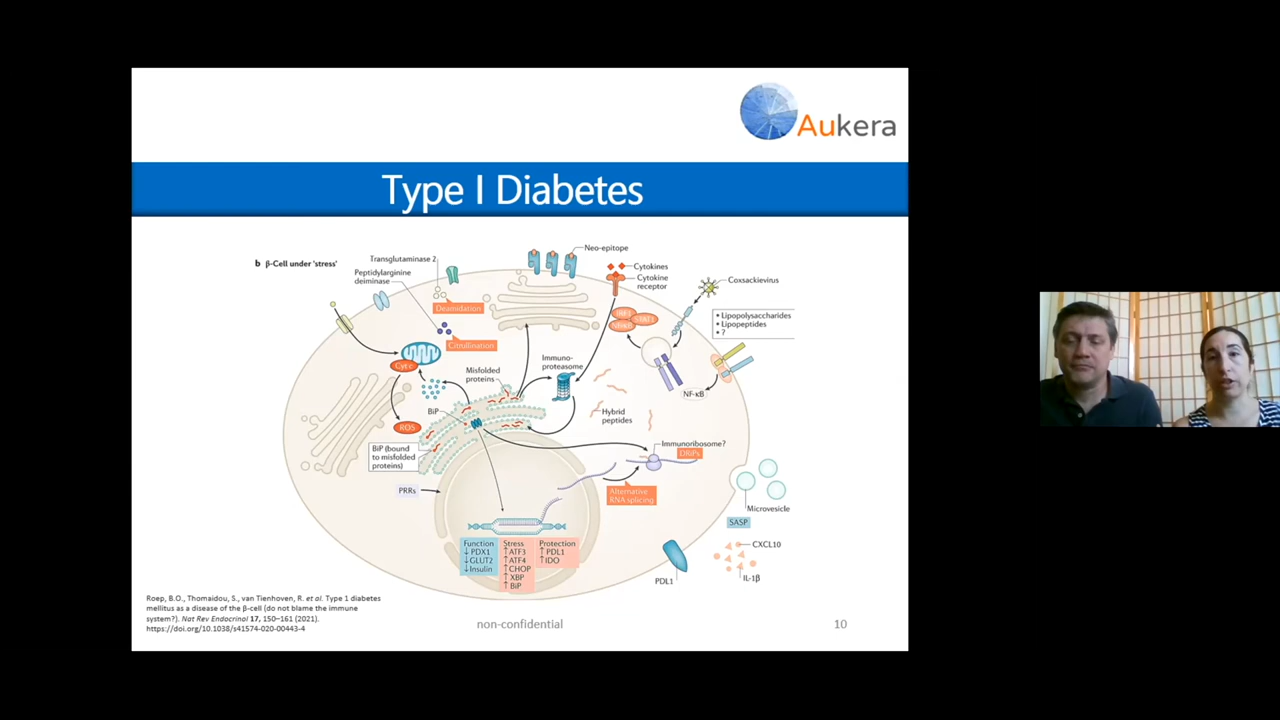 Aukera
Type I Diabetes
b β-Cell under 'stress'
Transglutaminase 2
Peptidylarginine
deiminase
Deamidation
Citrullination
Neo-epitope
Cytokines
Cytokine
receptor
Coxsackievirus
• Lipopolysaccharides
• Lipopeptides
• ?
IRF1
STAT1
NFKB
NF-κB
Cyt c
ROS
Misfolded
proteins
Immuno-
proteasome
BiP
Hybrid
peptides
BiP (bound
to misfolded
proteins)
PRRs
Immunoribosome?
DRiPs
Alternative
RNA splicing
Microvesicle
SASP
CXCL10
IL-1β
PDL1
Function
↓PDX1
↓GLUT2
↓Insulin
Stress
↑ATF3
↑ATF4
↑CHOP
↑XBP
↑BiP
Protection
↑PDL1
↑IDO
Roep, B.O., Thomaidou, S., van Tienhoven, R. et al. Type 1 diabetes
mellitus as a disease of the β-cell (do not blame the immune
system?). Nat Rev Endocrinol 17, 150–161 (2021).
https://doi.org/10.1038/s41574-020-00443-4
non-confidential
10